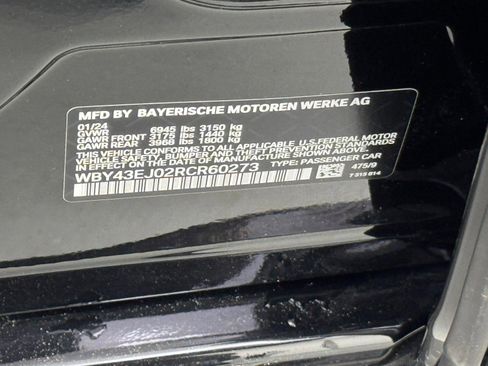 MFD BY BAYERISCHE MOTOREN WERKE AG
01/24
GVWR 6945 lbs 3150 kg
GAWR FRONT 3175 lbs 1440 kg
GAWR REAR 3968 lbs 1800 kg
THIS VEHICLE CONFORMS TO ALL APPLICABLE U.S. FEDERAL MOTOR
VEHICLE SAFETY, BUMPER AND THEFT PREVENTION STANDARDS IN
EFFECT ON THE DATE OF MANUFACTURE SHOWN ABOVE.
WBY43EJ02RCR60273 TYPE: PASSENGER CAR
475/9
7 315 014